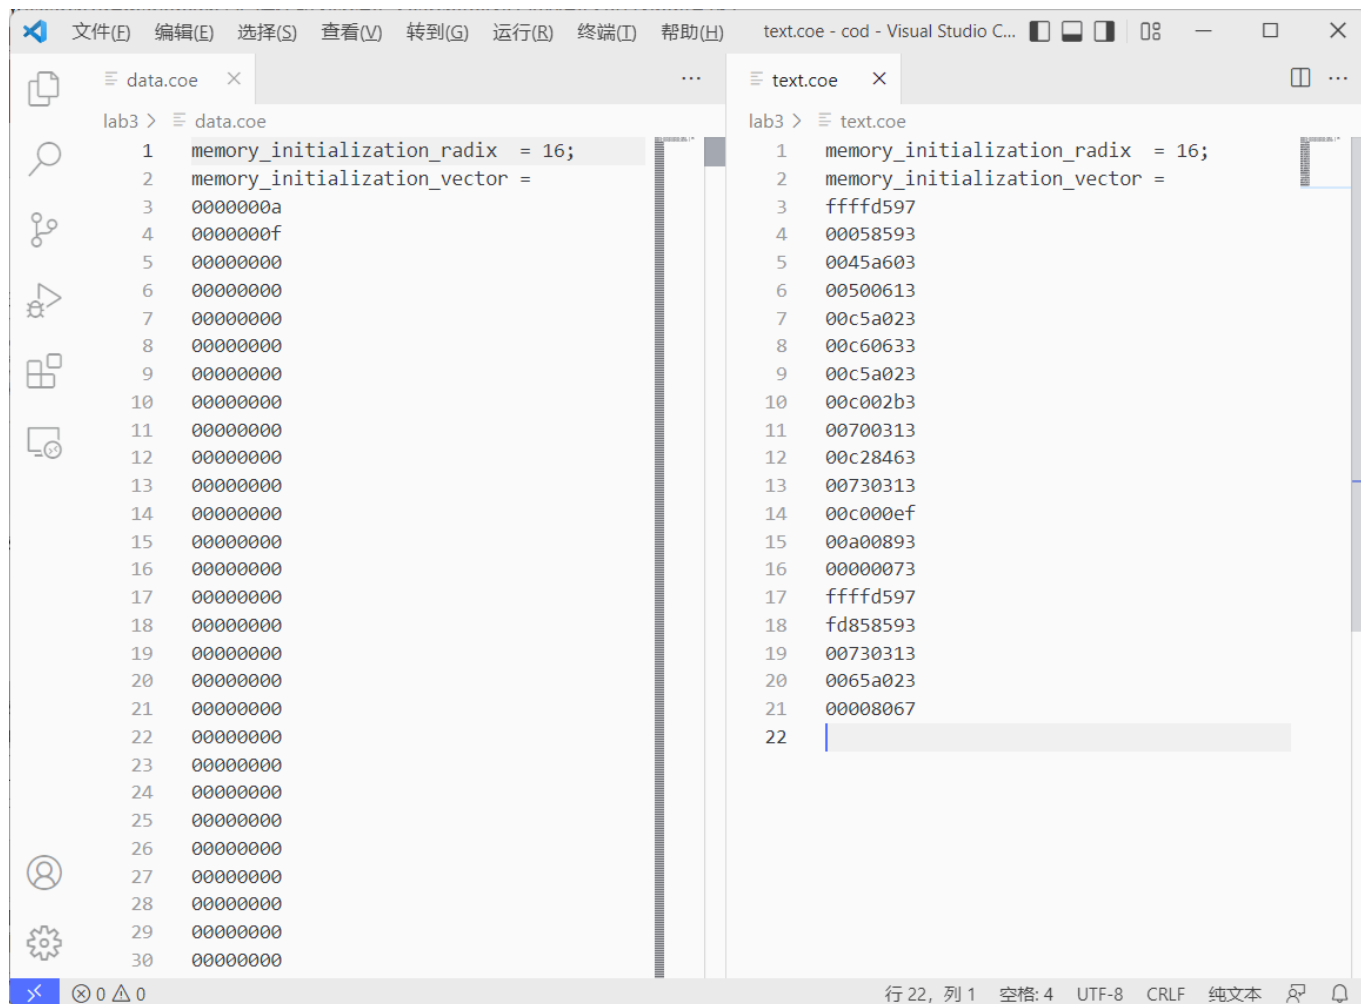 文件(F) 编辑(E) 选择(S) 查看(V) 转到(G) 运行(R) 终端(T) 帮助(H) text.coe - cod - Visual Studio C...
data.coe
lab3 > data.coe
1 memory_initialization_radix = 16;
2 memory_initialization_vector =
3 0000000a
4 0000000f
5 00000000
6 00000000
7 00000000
8 00000000
9 00000000
10 00000000
11 00000000
12 00000000
13 00000000
14 00000000
15 00000000
16 00000000
17 00000000
18 00000000
19 00000000
20 00000000
21 00000000
22 00000000
23 00000000
24 00000000
25 00000000
26 00000000
27 00000000
28 00000000
29 00000000
30 00000000
text.coe
lab3 > text.coe
1 memory_initialization_radix = 16;
2 memory_initialization_vector =
3 ffffd597
4 00058593
5 0045a603
6 00500613
7 00c5a023
8 00c60633
9 00c5a023
10 00c002b3
11 00700313
12 00c28463
13 00730313
14 00c000ef
15 00a00893
16 00000073
17 ffffd597
18 fd858593
19 00730313
20 0065a023
21 00008067
22
0 0 行 22, 列 1 空格: 4 UTF-8 CRLF 纯文本